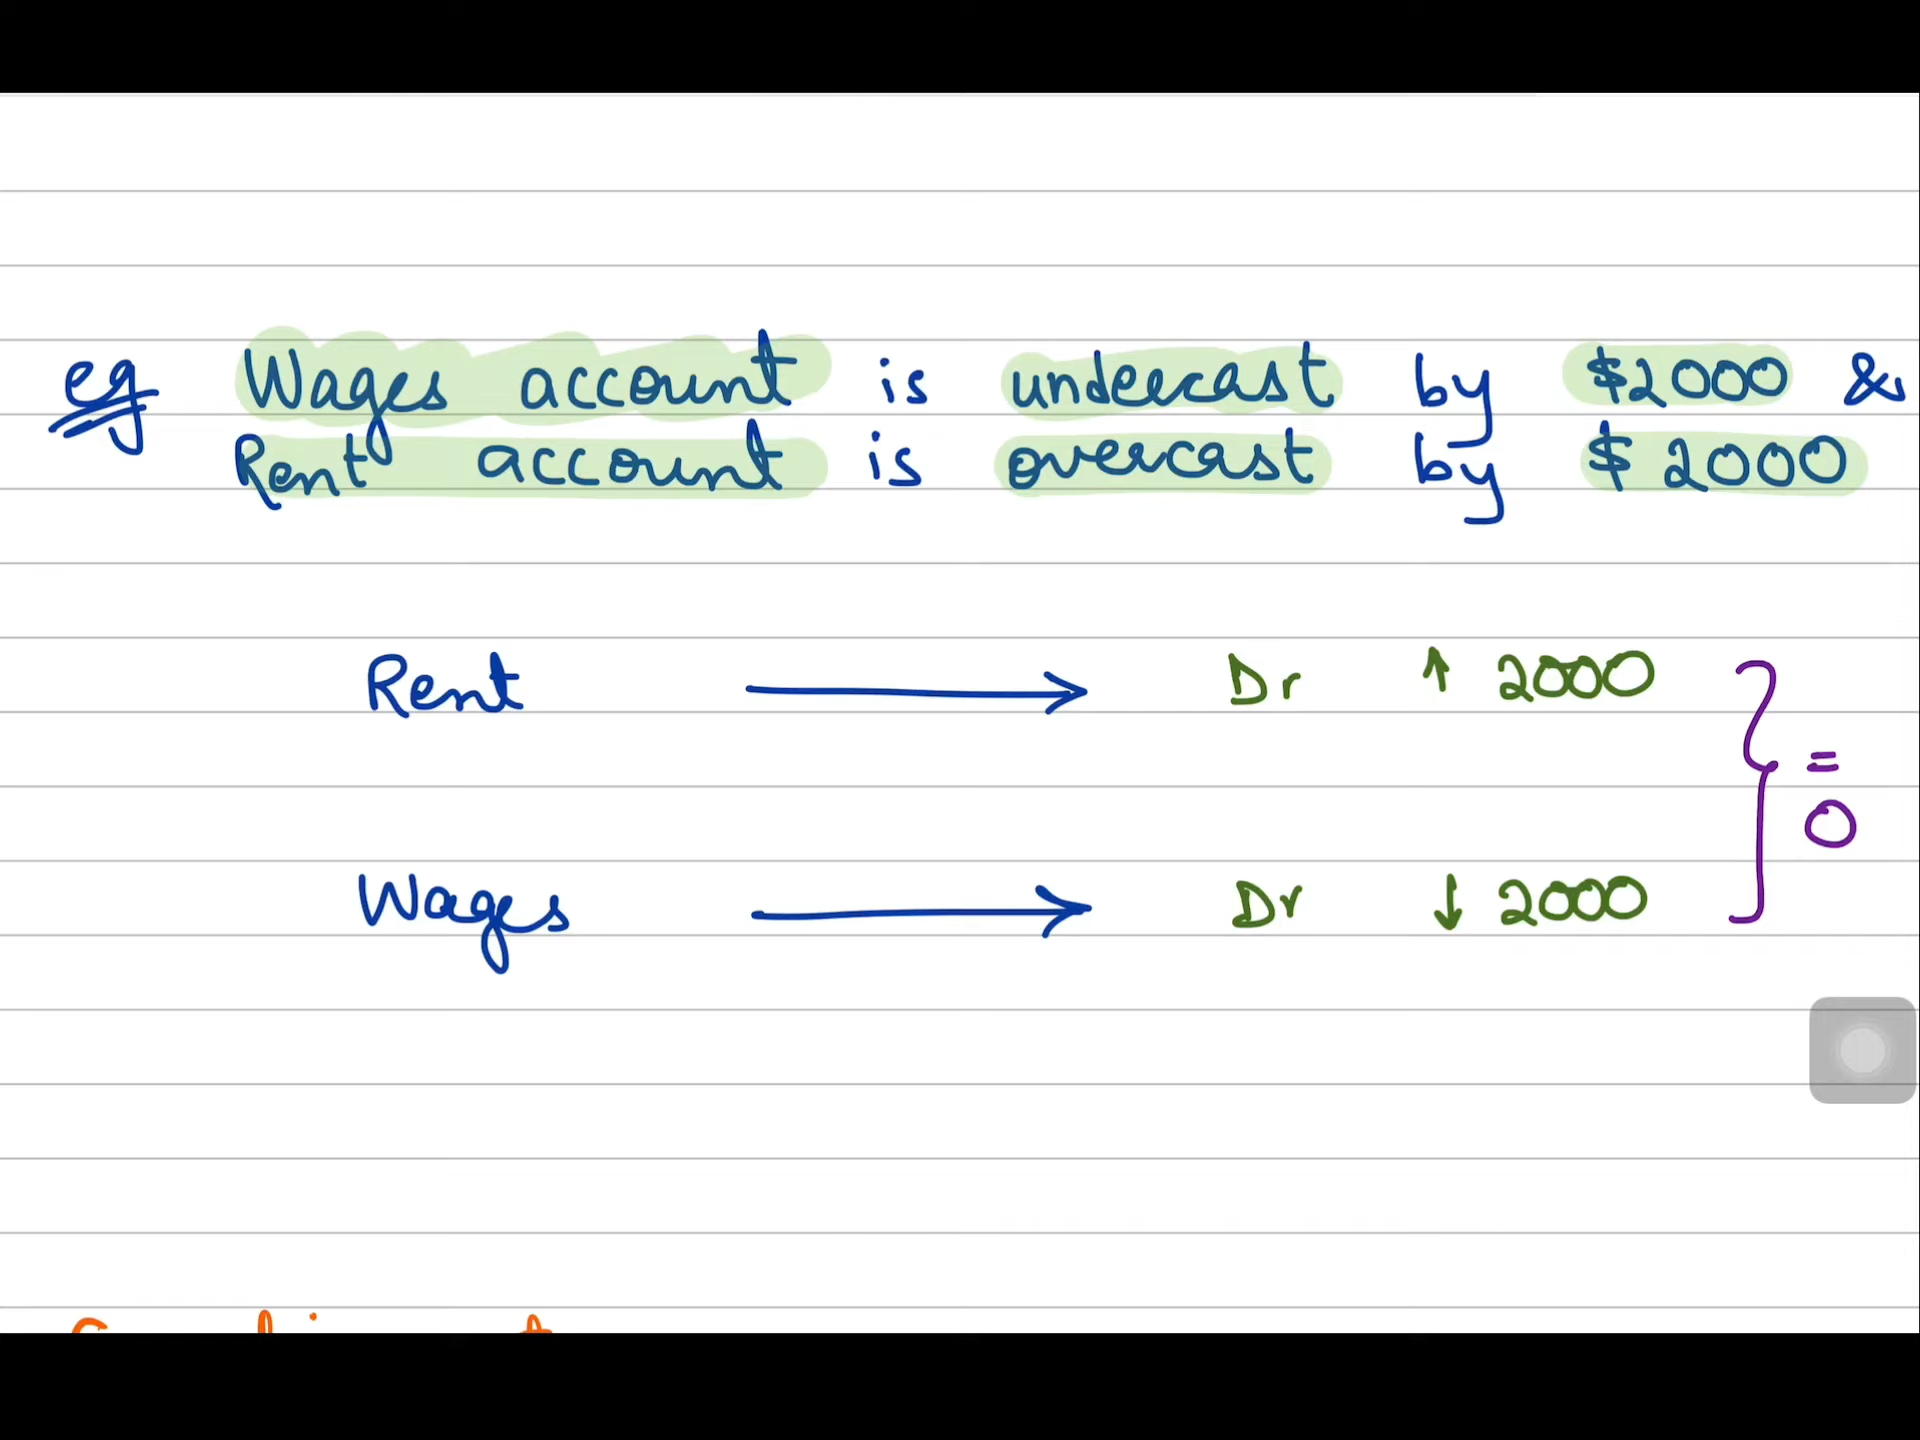 eg Wages account is undercast by $2000 &
Rent account is overcast by $ 2000
Rent → Dr ↑ 2000
= 0
Wages → Dr ↓ 2000